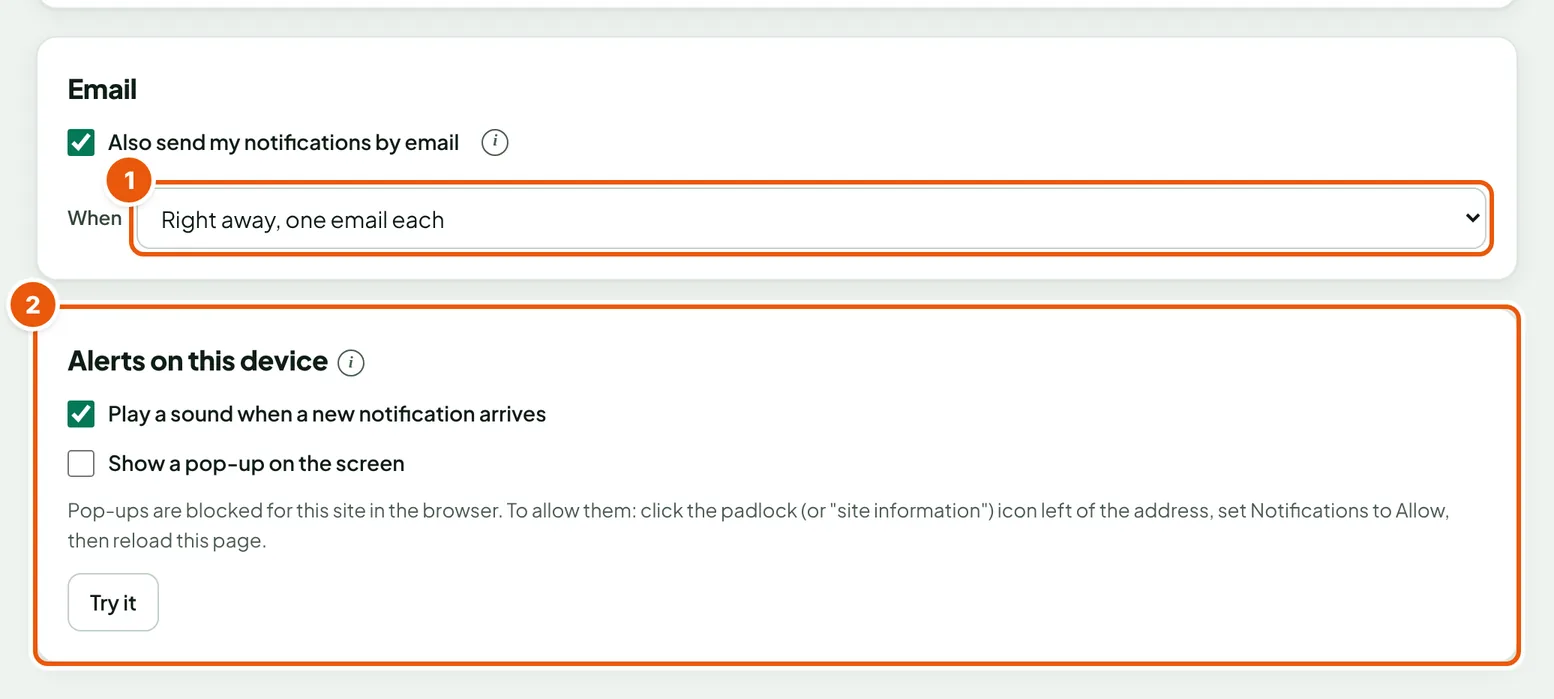 Email
Also send my notifications by email i
1
When Right away, one email each
2
Alerts on this device i
Play a sound when a new notification arrives
Show a pop-up on the screen
Pop-ups are blocked for this site in the browser. To allow them: click the padlock (or "site information") icon left of the address, set Notifications to Allow,
then reload this page.
Try it